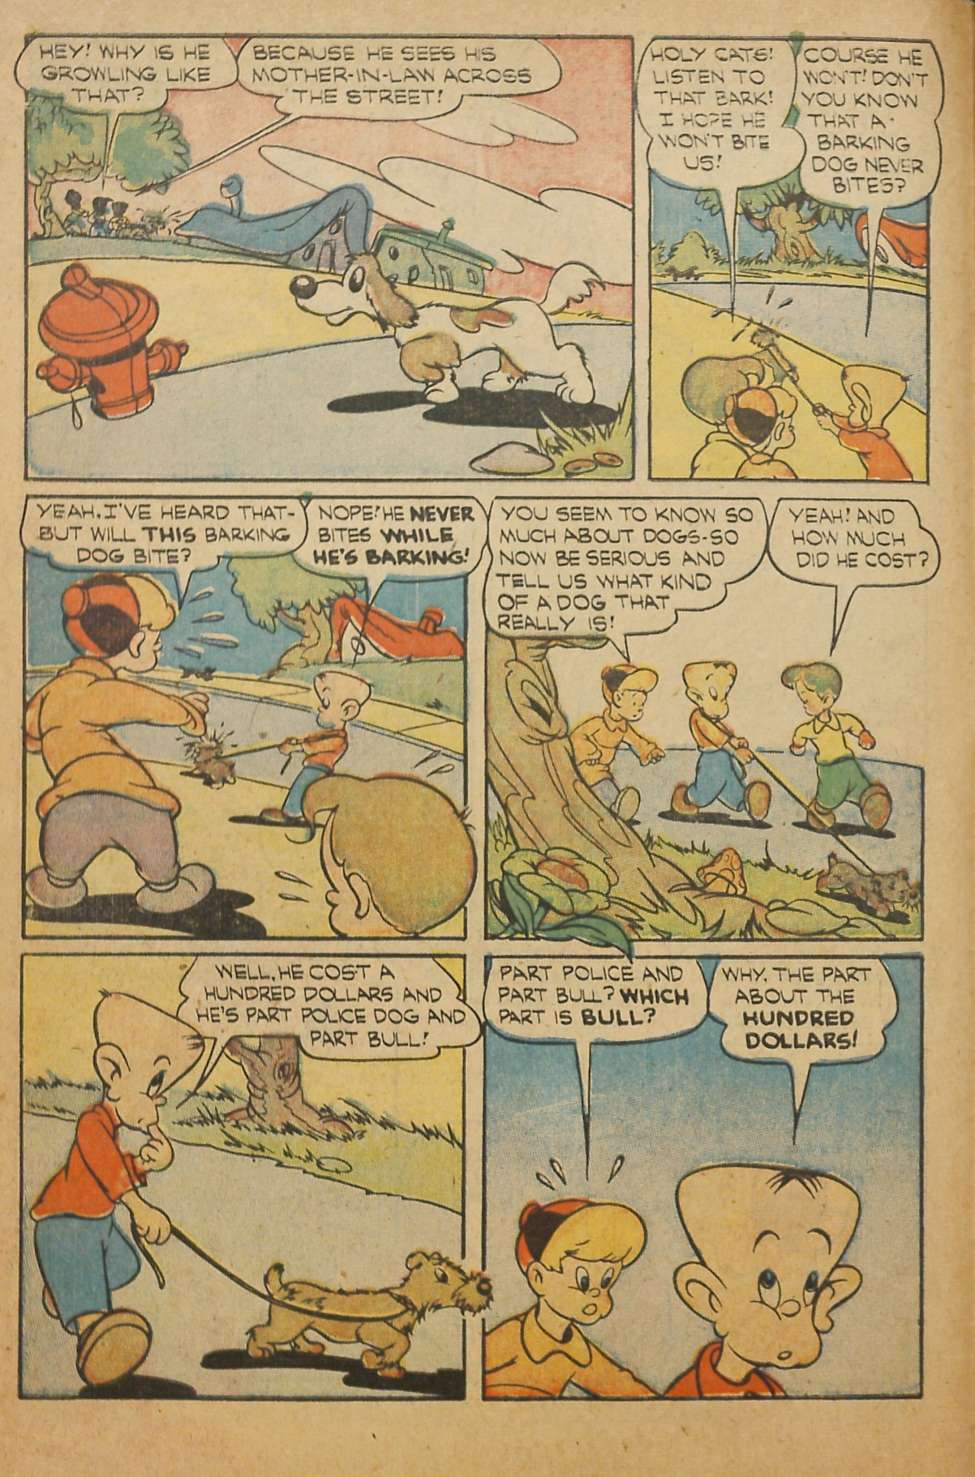 HEY! WHY IS HE
GROWLING LIKE
THAT?
BECAUSE HE SEES HIS
MOTHER-IN-LAW ACROSS
THE STREET!
HOLY CATS!
LISTEN TO
THAT BARK!
I HOPE HE
WON'T BITE
US!
COURSE HE
WON'T! DON'T
YOU KNOW
THAT A
BARKING
DOG NEVER
BITES?
YEAH, I'VE HEARD THAT-
BUT WILL THIS BARKING
DOG BITE?
NOPE! HE NEVER
BITES WHILE
HE'S BARKING!
YOU SEEM TO KNOW SO
MUCH ABOUT DOGS-SO
NOW BE SERIOUS AND
TELL US WHAT KIND
OF A DOG THAT
REALLY IS!
YEAH! AND
HOW MUCH
DID HE COST?
WELL, HE COST A
HUNDRED DOLLARS AND
HE'S PART POLICE DOG AND
PART BULL!
PART POLICE AND
PART BULL? WHICH
PART IS BULL?
WHY, THE PART
ABOUT THE
HUNDRED
DOLLARS!